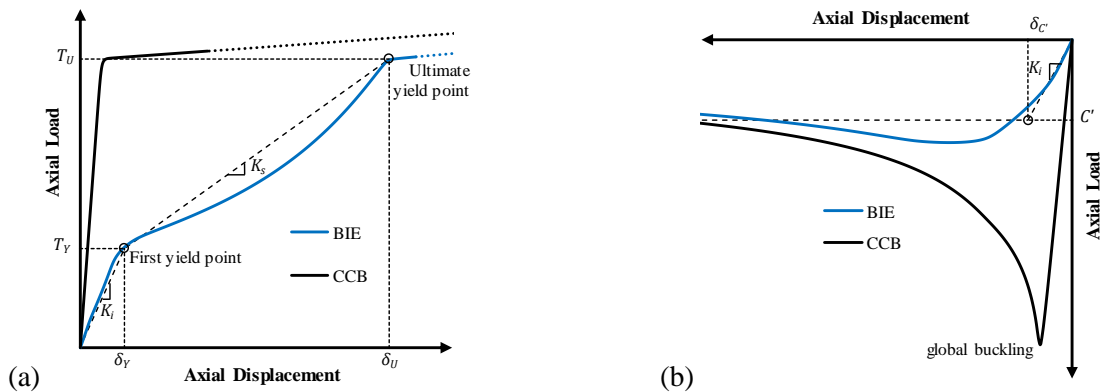 T_U
Ultimate
yield point
Axial Load
K_s
T_Y
First yield point
BIE
CCB
K_i
δ_Y
δ_U
Axial Displacement
(a)
Axial Displacement
δ_C′
K_i
C′
Axial Load
BIE
CCB
global buckling
(b)